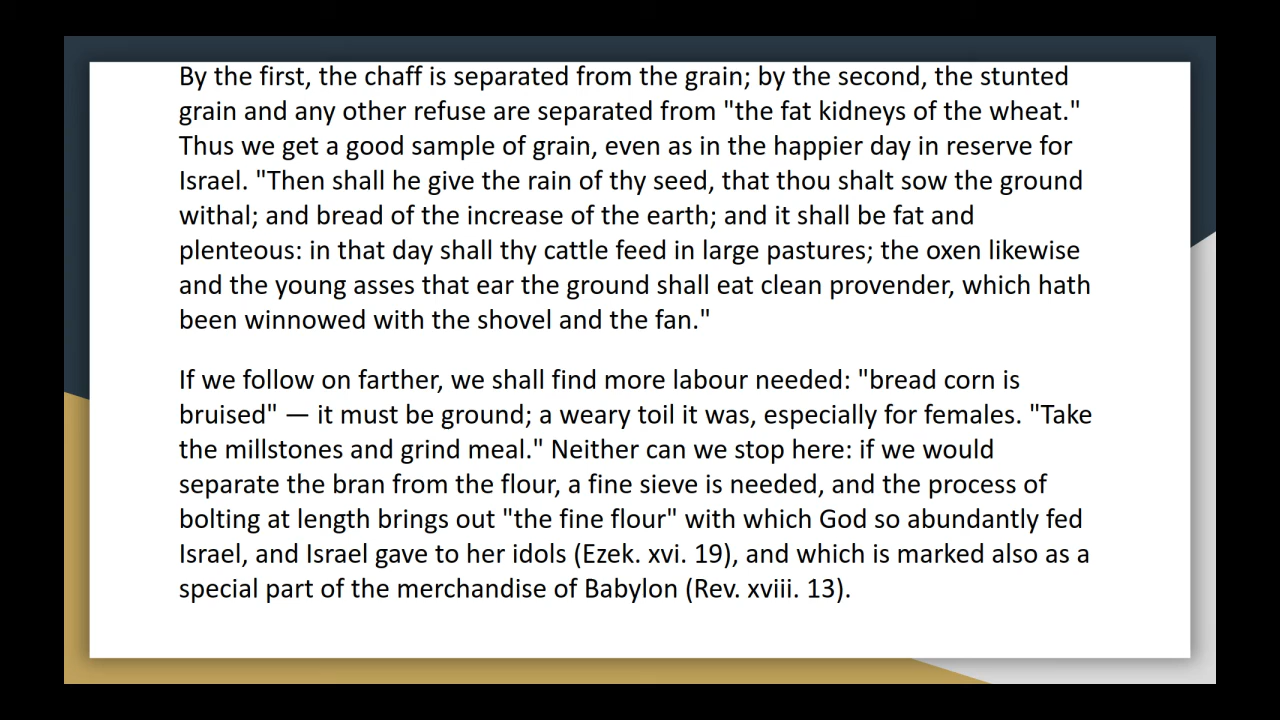 By the first, the chaff is separated from the grain; by the second, the stunted
grain and any other refuse are separated from "the fat kidneys of the wheat."
Thus we get a good sample of grain, even as in the happier day in reserve for
Israel. "Then shall he give the rain of thy seed, that thou shalt sow the ground
withal; and bread of the increase of the earth; and it shall be fat and
plenteous: in that day shall thy cattle feed in large pastures; the oxen likewise
and the young asses that ear the ground shall eat clean provender, which hath
been winnowed with the shovel and the fan."
If we follow on farther, we shall find more labour needed: "bread corn is
bruised" — it must be ground; a weary toil it was, especially for females. "Take
the millstones and grind meal." Neither can we stop here: if we would
separate the bran from the flour, a fine sieve is needed, and the process of
bolting at length brings out "the fine flour" with which God so abundantly fed
Israel, and Israel gave to her idols (Ezek. xvi. 19), and which is marked also as a
special part of the merchandise of Babylon (Rev. xviii. 13).